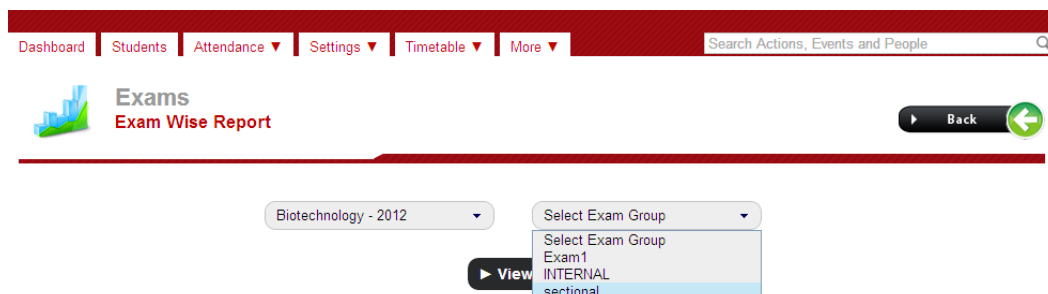 Dashboard Students Attendance ▼ Settings ▼ Timetable ▼ More ▼ Search Actions, Events and People
Exams
Exam Wise Report
Back
Biotechnology - 2012 Select Exam Group
Select Exam Group
Exam1
View INTERNAL
sectional